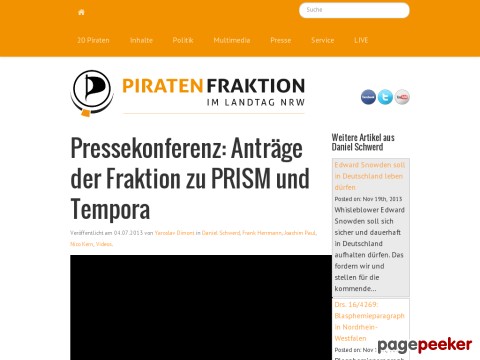 Suche
20 Piraten Inhalte Politik Multimedia Presse Service LIVE
PIRATENFRAKTION
IM LANDTAG NRW
facebook
You Tube
Pressekonferenz: Anträge
der Fraktion zu PRISM und
Tempora
Veröffentlicht am 04.07.2013 von in Daniel Schwerd, Frank Herrmann, Joachim Paul,
Nico Kern, Videos.
Weitere Artikel aus
Daniel Schwerd
Edward Snowden soll
in Deutschland leben
dürfen
Posted on: Nov 19th, 2013
Whisleblower Edward
Snowden soll sich
sicher und dauerhaft
in Deutschland
aufhalten dürfen. Das
fordern wir und
stellen für die
kommende...
Drs. 16/4269:
Blasphemieparagraph
in Nordrhein-
Westfalen
Posted on: Nov
pagepeeker